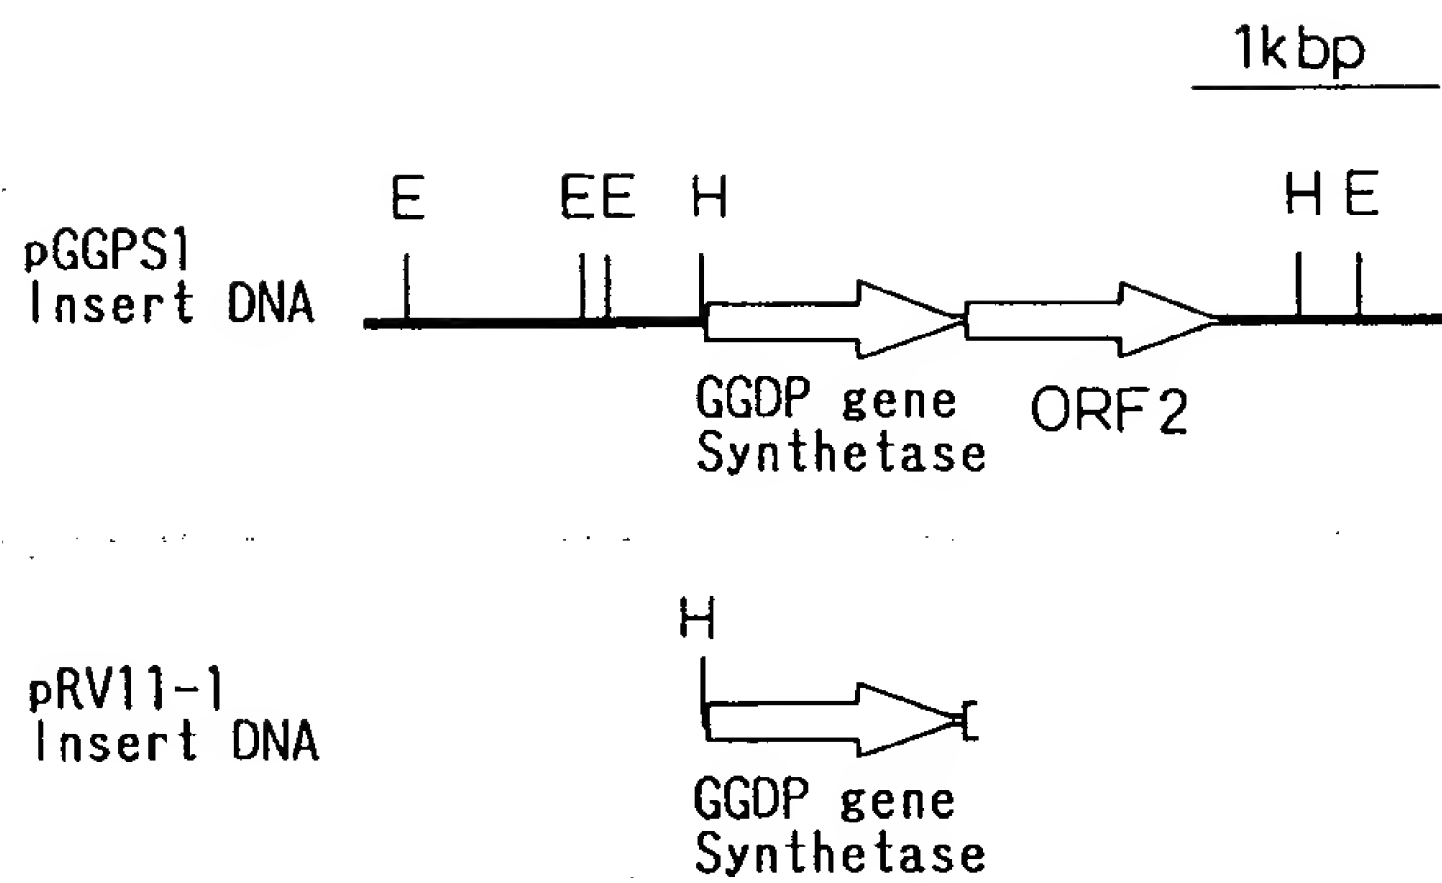 1kbp
E EE H H E
pGGPS1
Insert DNA
GGDP gene
Synthetase
ORF2
H
pRV11-1
Insert DNA
GGDP gene
Synthetase